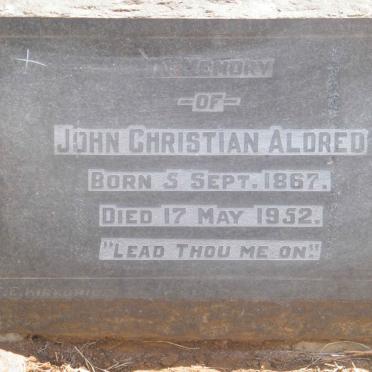 IN MEMORY
-OF-
JOHN CHRISTIAN ALDRED
BORN 5 SEPT. 1867.
DIED 17 MAY 1952.
"LEAD THOU ME ON."